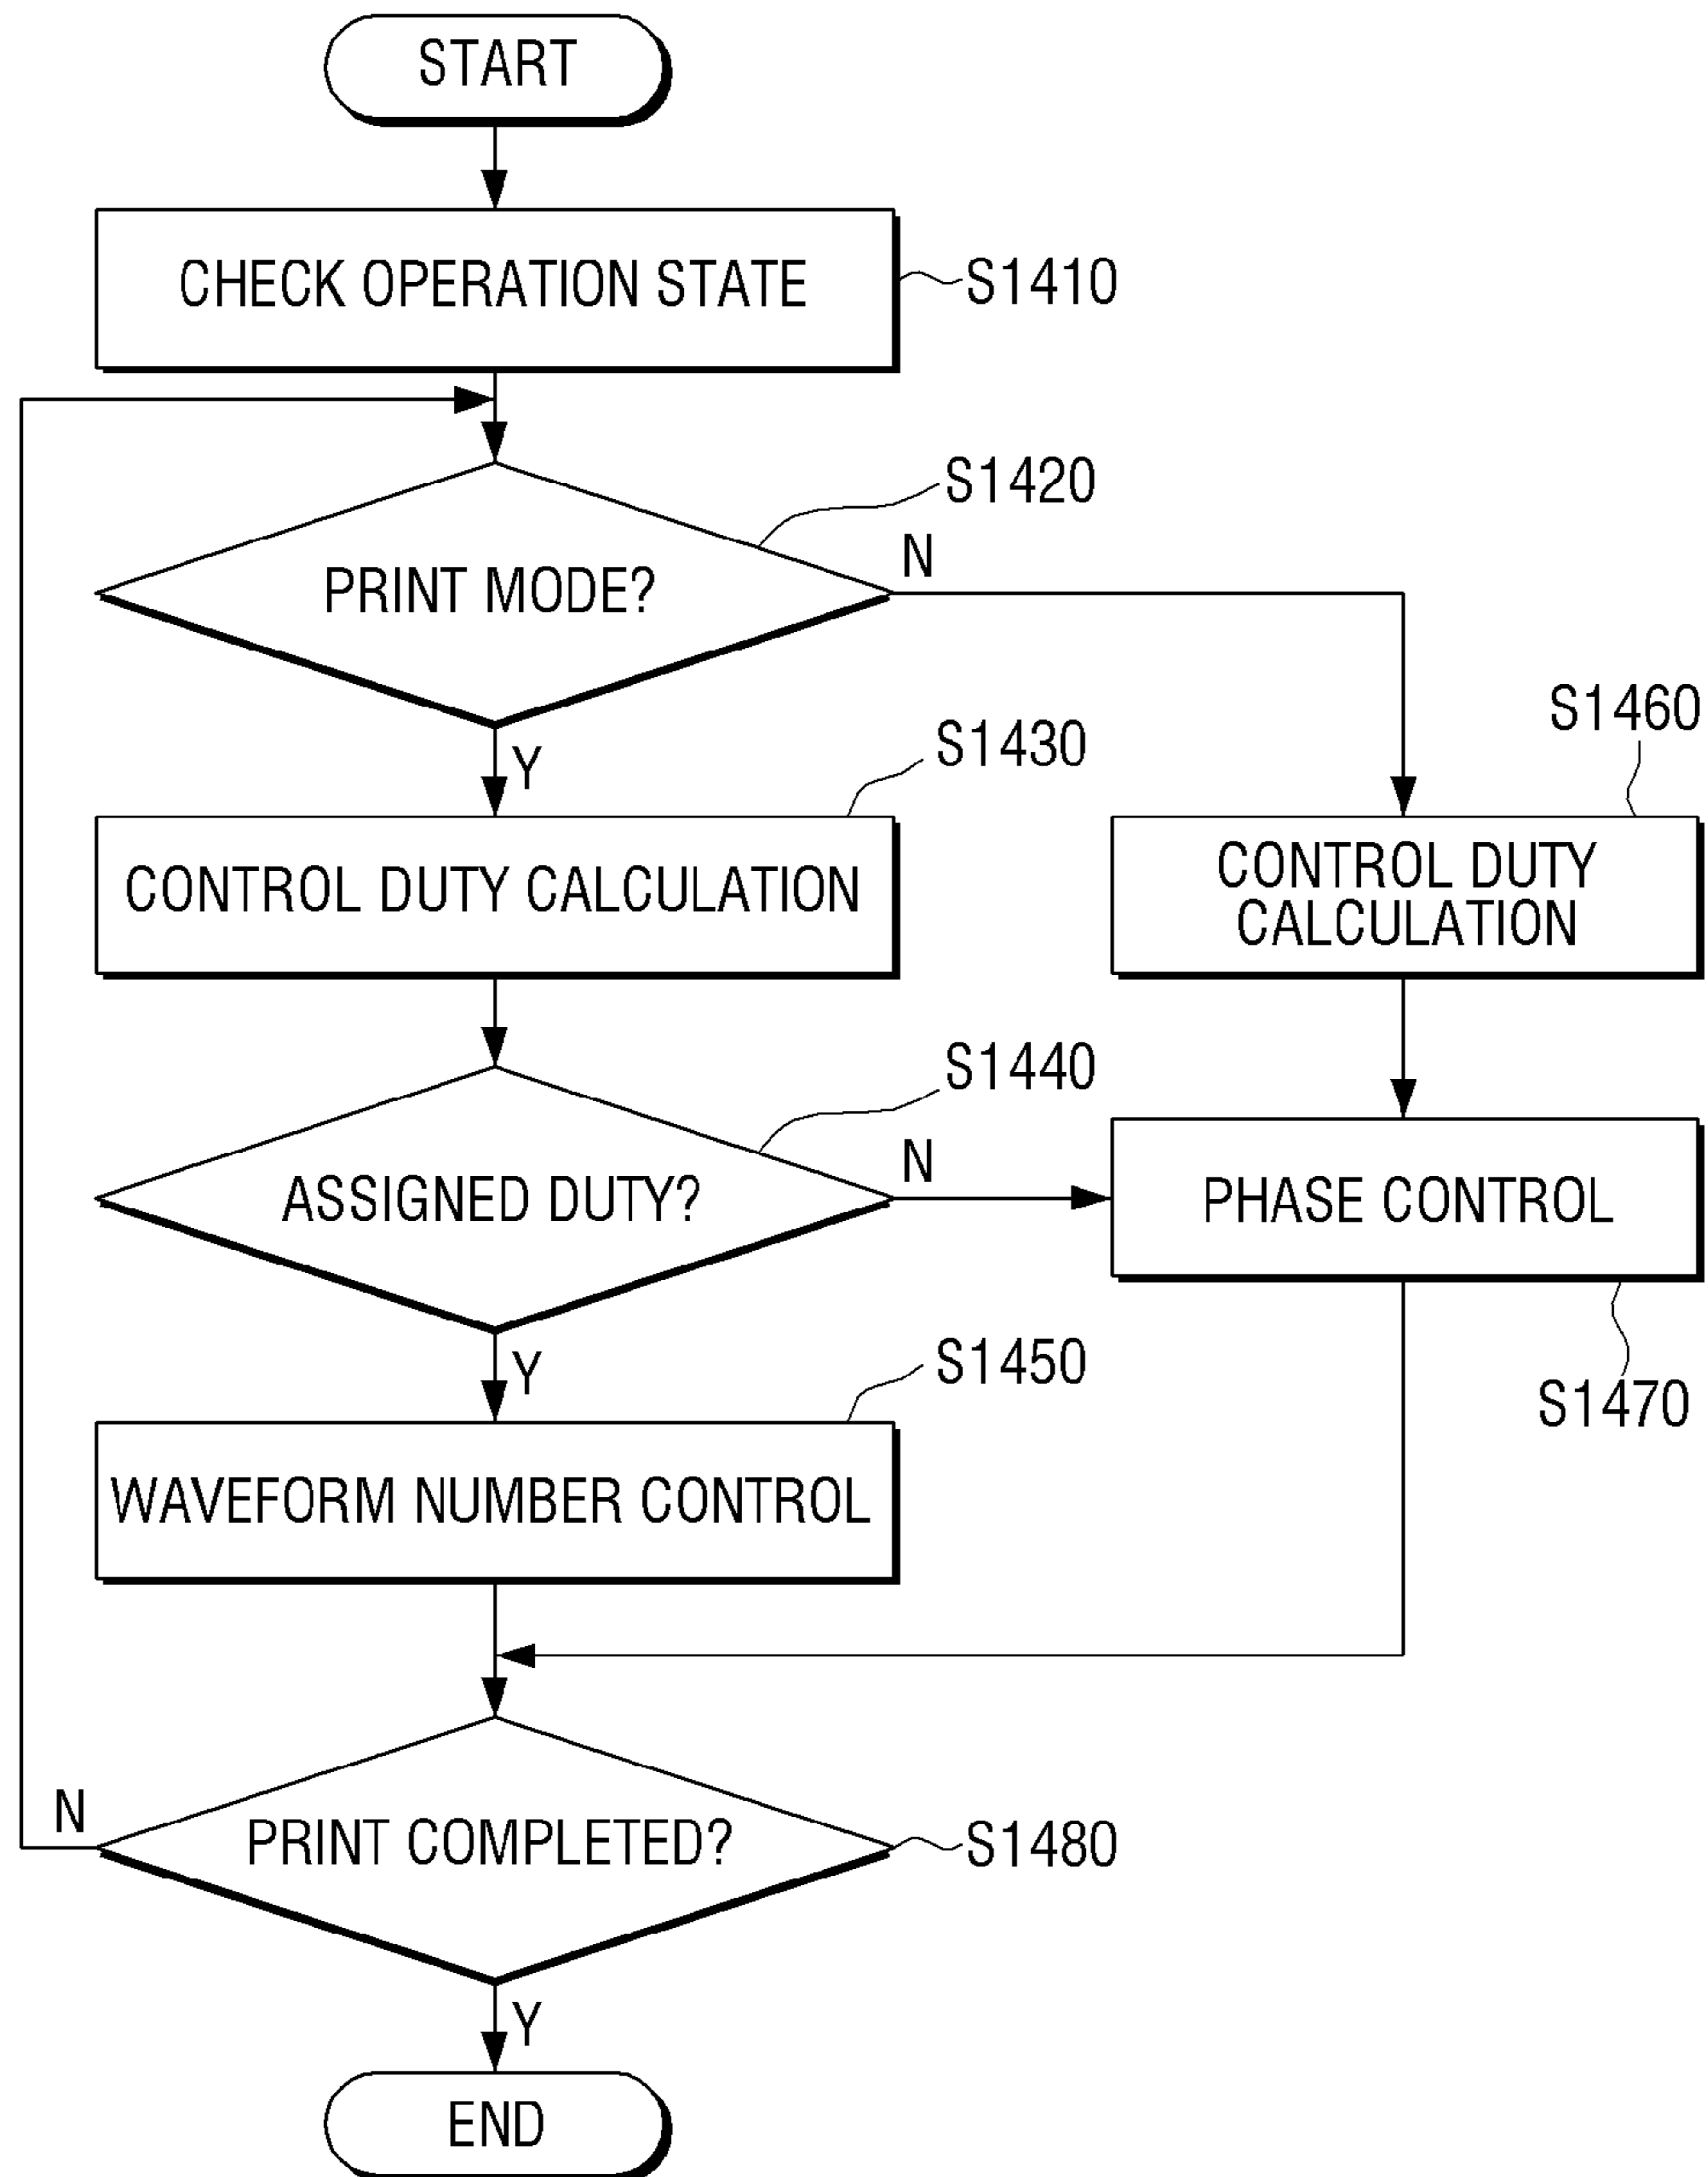 START
CHECK OPERATION STATE
S1410
S1420
PRINT MODE?
N
Y
S1430
S1460
CONTROL DUTY CALCULATION
CONTROL DUTY
CALCULATION
S1440
ASSIGNED DUTY?
N
PHASE CONTROL
Y
S1450
S1470
WAVEFORM NUMBER CONTROL
N
PRINT COMPLETED?
S1480
Y
END